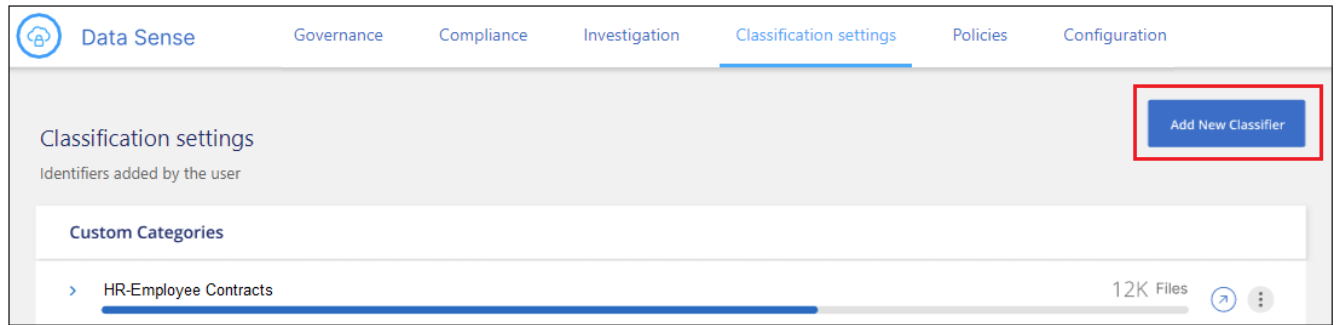 Data Sense Governance Compliance Investigation Classification settings Policies Configuration
Add New Classifier
Classification settings
Identifiers added by the user
Custom Categories
HR-Employee Contracts 12K Files